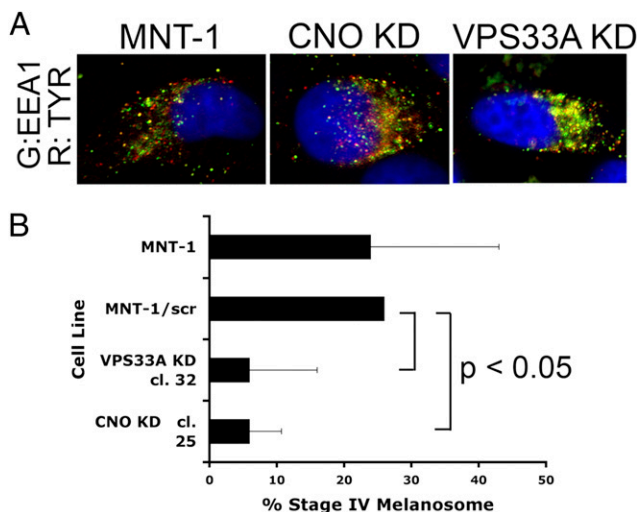 A
MNT-1 CNO KD VPS33A KD
G:EEA1
R: TYR
B
Cell Line
MNT-1
MNT-1/scr
VPS33A KD
cl. 32
CNO KD cl.
25
p < 0.05
0 10 20 30 40 50
% Stage IV Melanosome